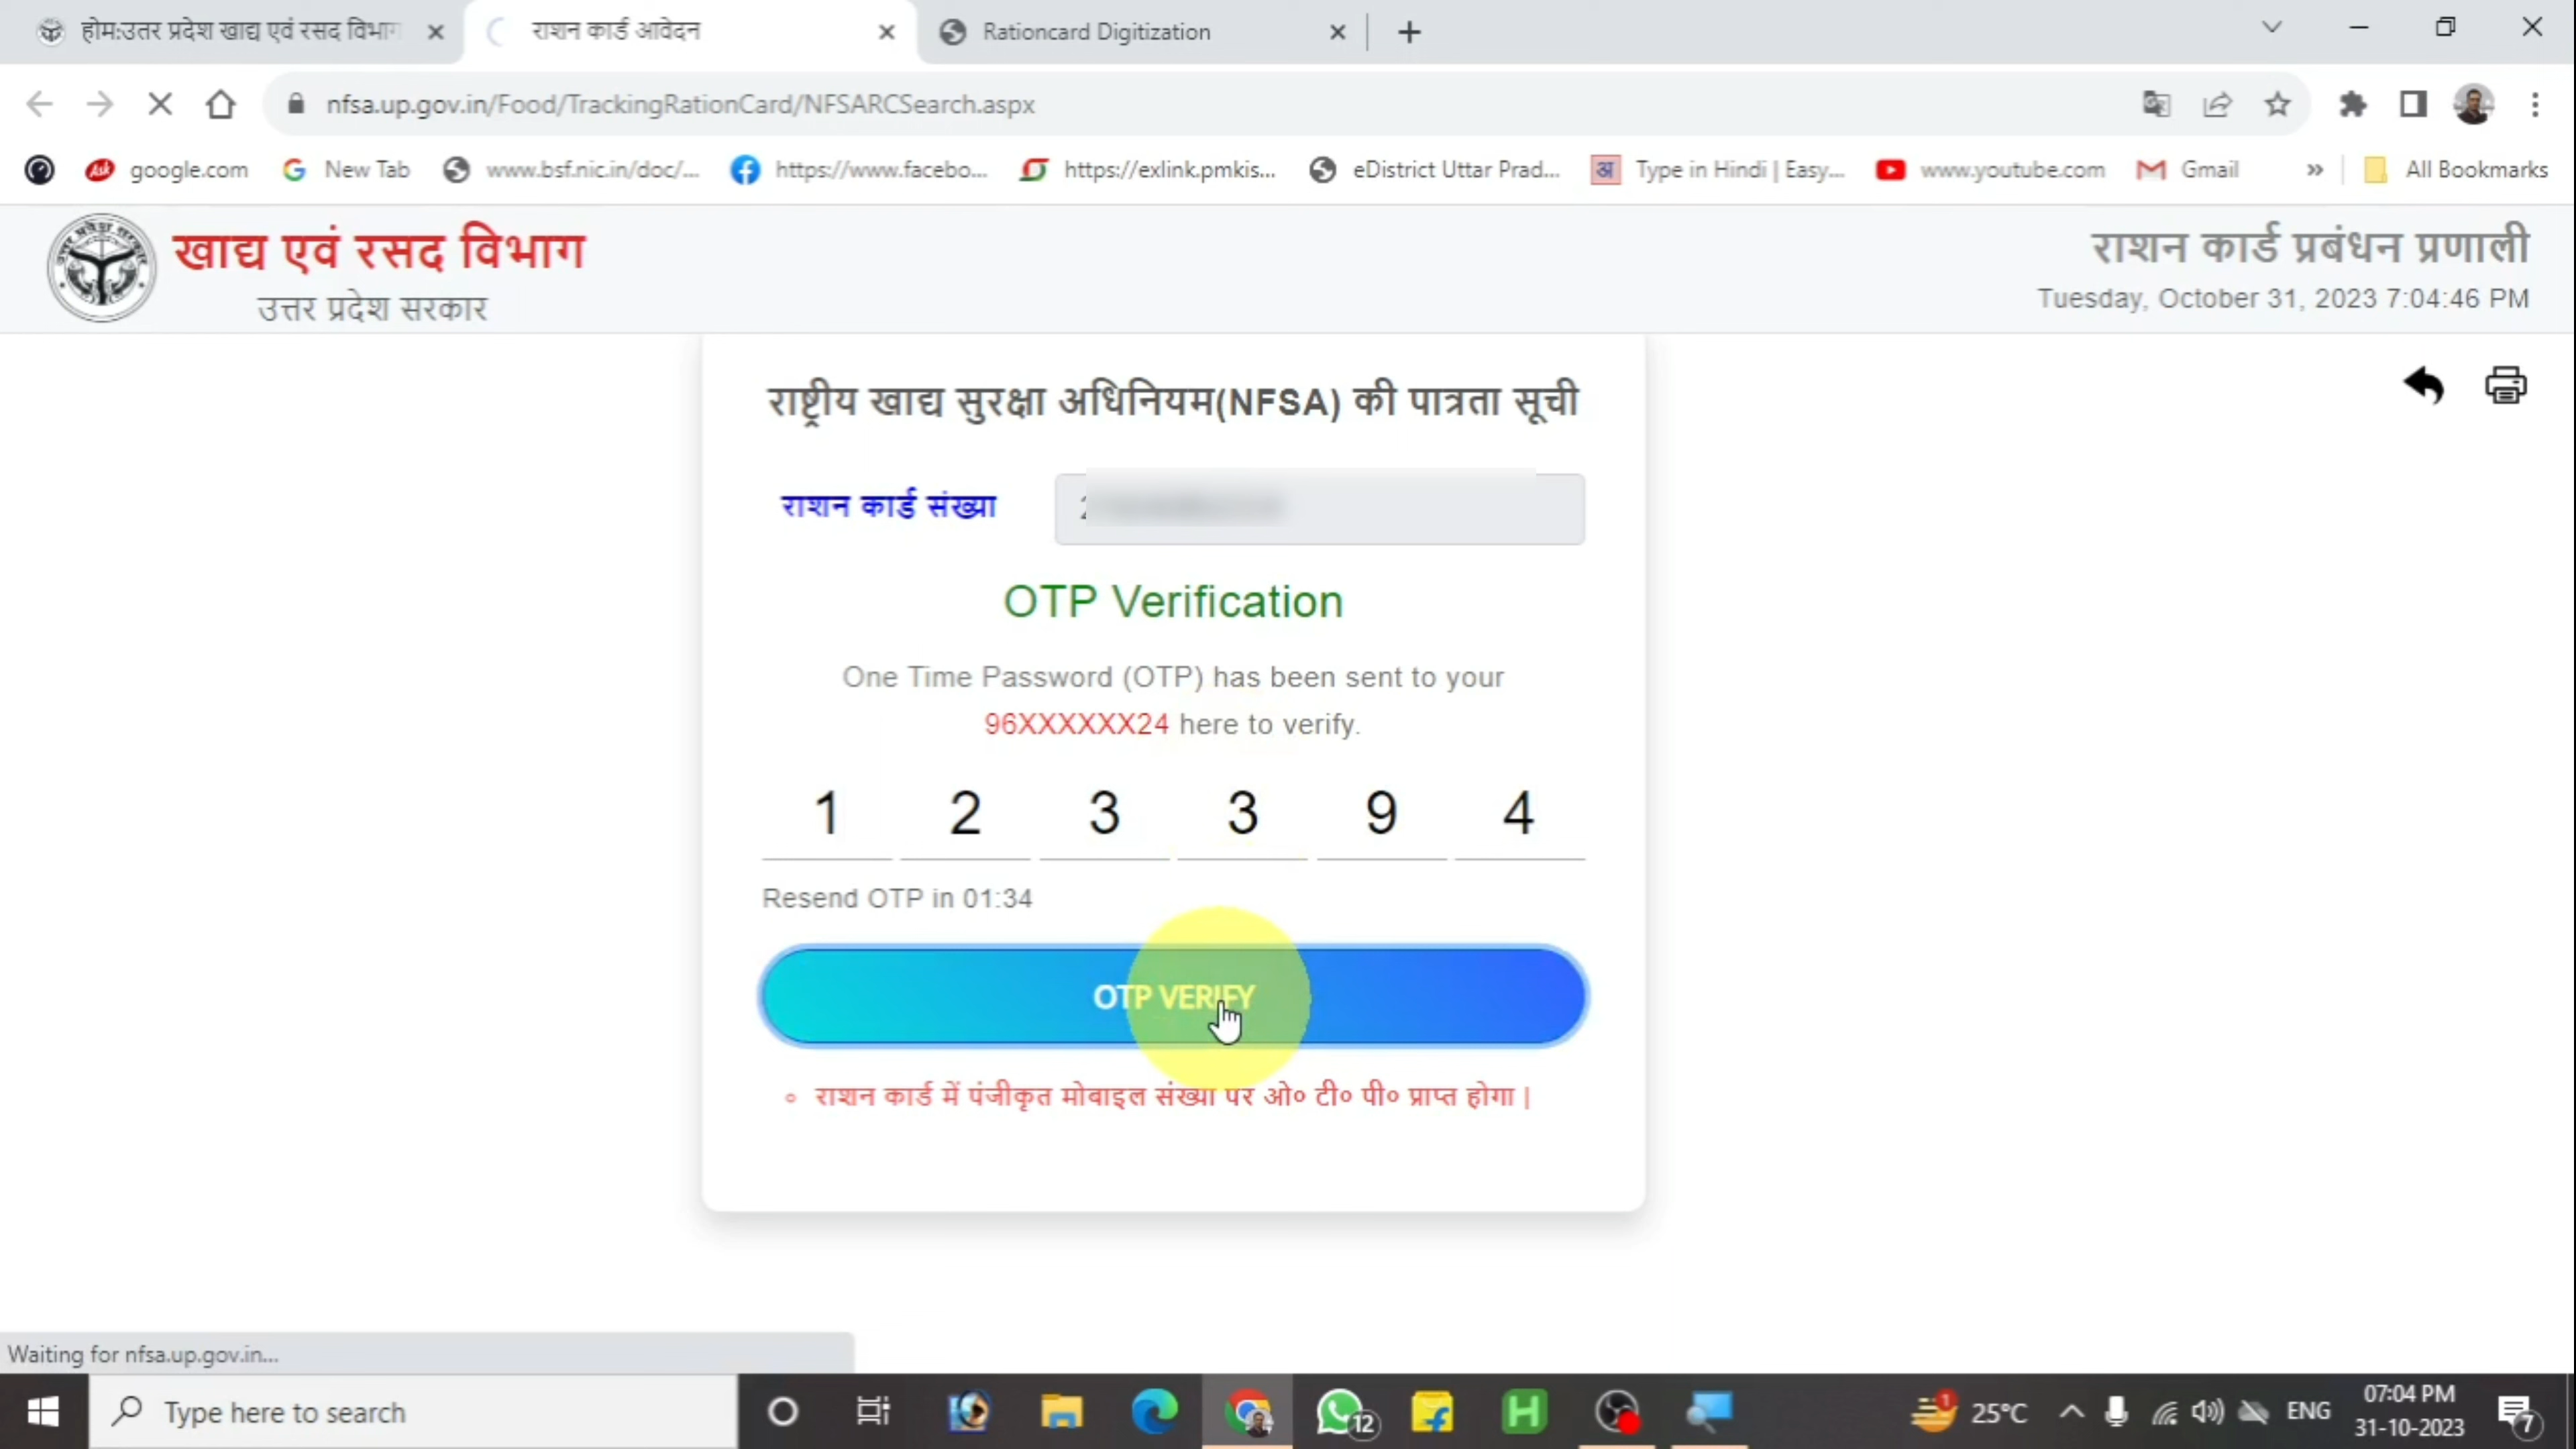 होम:उतर प्रदेश खाद्य एवं रसद विभाग
राशन कार्ड आवेदन
Rationcard Digitization
nfsa.up.gov.in/Food/TrackingRationCard/NFSARCSearch.aspx
Ask google.com
New Tab
www.bsf.nic.in/doc/...
https://www.facebo...
https://exlink.pmkis...
eDistrict Uttar Prad...
अ Type in Hindi | Easy...
www.youtube.com
Gmail
»
All Bookmarks
खाद्य एवं रसद विभाग
उत्तर प्रदेश सरकार
राशन कार्ड प्रबंधन प्रणाली
Tuesday, October 31, 2023 7:04:46 PM
राष्ट्रीय खाद्य सुरक्षा अधिनियम(NFSA) की पात्रता सूची
राशन कार्ड संख्या
OTP Verification
One Time Password (OTP) has been sent to your
96XXXXXX24 here to verify.
1 2 3 3 9 4
Resend OTP in 01:34
OTP VERIFY
राशन कार्ड में पंजीकृत मोबाइल संख्या पर ओ० टी० पी० प्राप्त होगा |
Waiting for nfsa.up.gov.in...
Type here to search
12
H
1
25°C
ENG
07:04 PM
31-10-2023
7